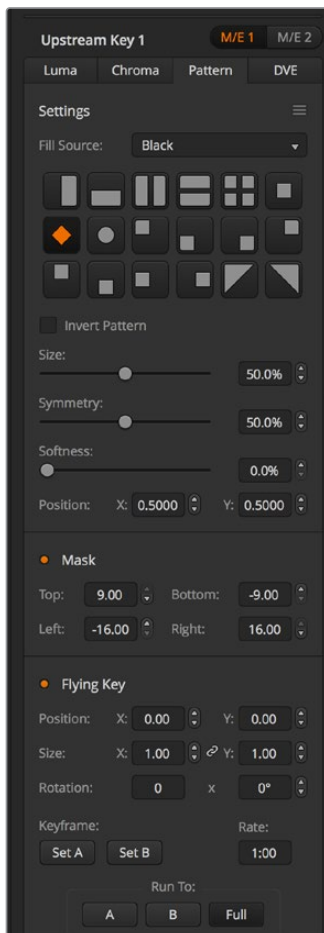 Upstream Key 1 M/E 1 M/E 2
Luma Chroma Pattern DVE
Settings
Fill Source: Black
Invert Pattern
Size:
50.0%
Symmetry:
50.0%
Softness:
0.0%
Position: X: 0.5000 Y: 0.5000
Mask
Top: 9.00 Bottom: -9.00
Left: -16.00 Right: 16.00
Flying Key
Position: X: 0.00 Y: 0.00
Size: X: 1.00 Y: 1.00
Rotation: 0 x 0°
Keyframe: Rate:
Set A Set B 1:00
Run To:
A B Full